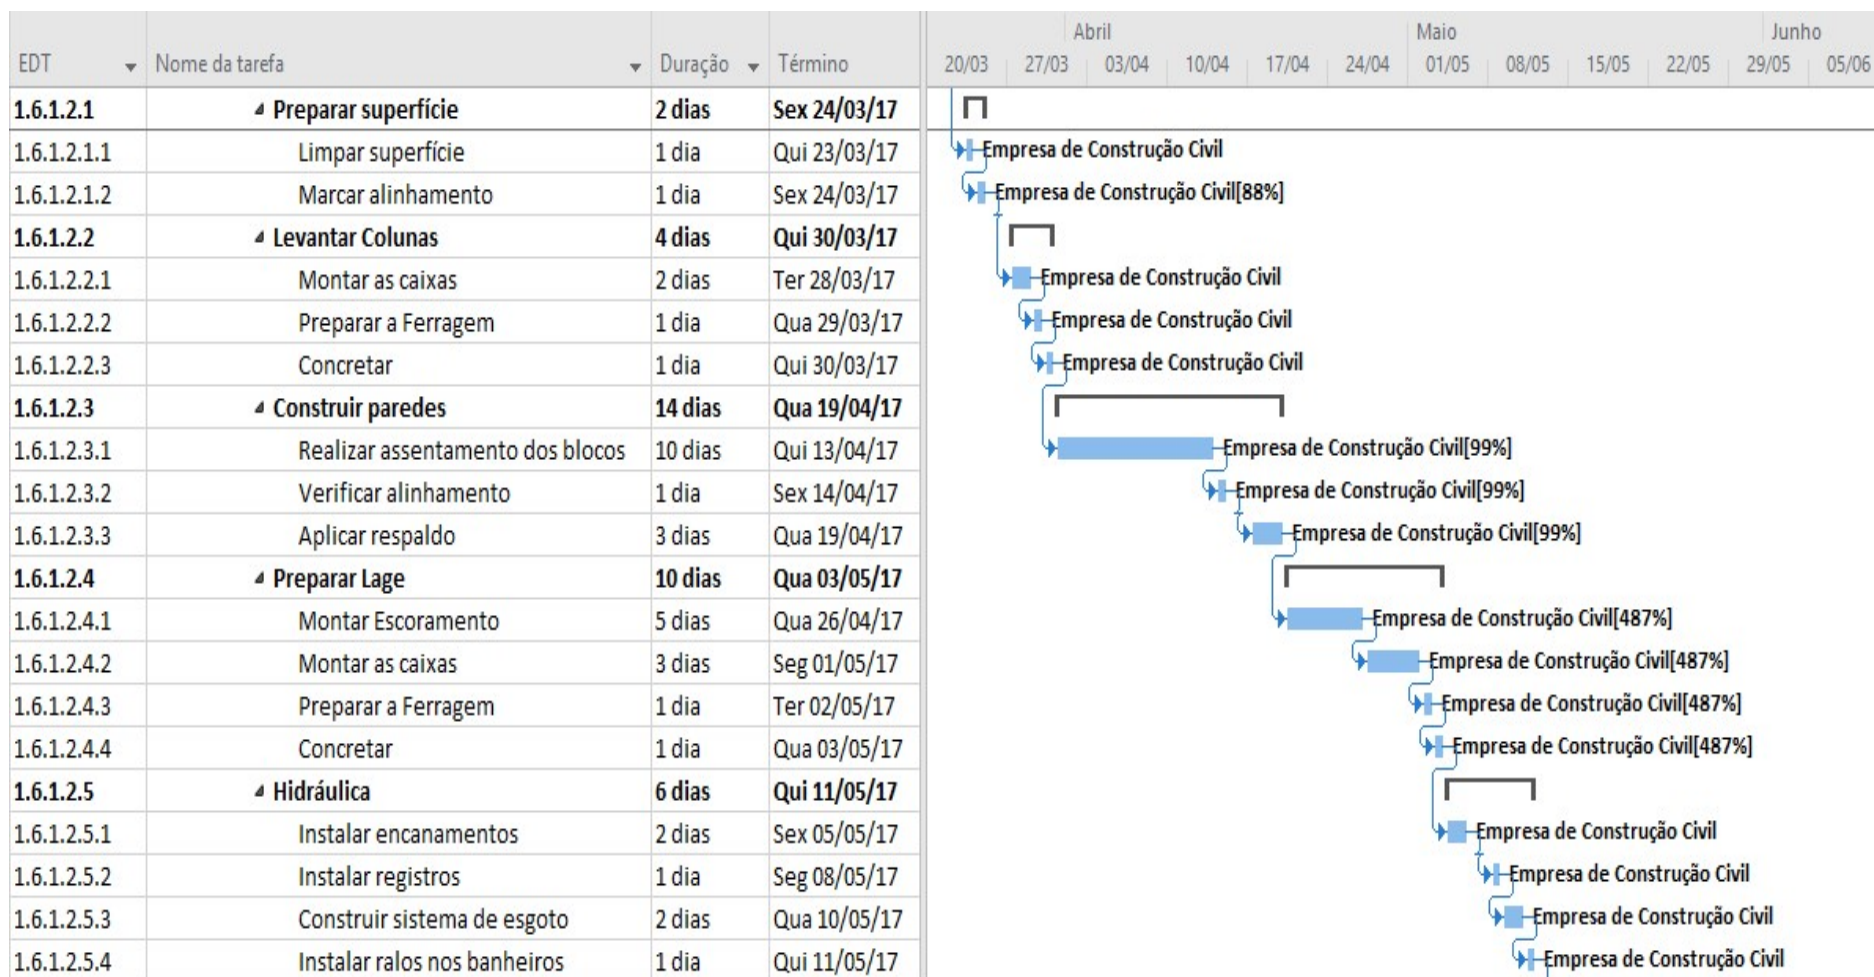 Abril Maio Junho
EDT Nome da tarefa Duração Término 20/03 27/03 03/04 10/04 17/04 24/04 01/05 08/05 15/05 22/05 29/05 05/06
1.6.1.2.1 Preparar superfície 2 dias Sex 24/03/17
1.6.1.2.1.1 Limpar superfície 1 dia Qui 23/03/17 Empresa de Construção Civil
1.6.1.2.1.2 Marcar alinhamento 1 dia Sex 24/03/17 Empresa de Construção Civil[88%]
1.6.1.2.2 Levantar Colunas 4 dias Qui 30/03/17
1.6.1.2.2.1 Montar as caixas 2 dias Ter 28/03/17 Empresa de Construção Civil
1.6.1.2.2.2 Preparar a Ferragem 1 dia Qua 29/03/17 Empresa de Construção Civil
1.6.1.2.2.3 Concretar 1 dia Qui 30/03/17 Empresa de Construção Civil
1.6.1.2.3 Construir paredes 14 dias Qua 19/04/17
1.6.1.2.3.1 Realizar assentamento dos blocos 10 dias Qui 13/04/17 Empresa de Construção Civil[99%]
1.6.1.2.3.2 Verificar alinhamento 1 dia Sex 14/04/17 Empresa de Construção Civil[99%]
1.6.1.2.3.3 Aplicar respaldo 3 dias Qua 19/04/17 Empresa de Construção Civil[99%]
1.6.1.2.4 Preparar Lage 10 dias Qua 03/05/17
1.6.1.2.4.1 Montar Escoramento 5 dias Qua 26/04/17 Empresa de Construção Civil[487%]
1.6.1.2.4.2 Montar as caixas 3 dias Seg 01/05/17 Empresa de Construção Civil[487%]
1.6.1.2.4.3 Preparar a Ferragem 1 dia Ter 02/05/17 Empresa de Construção Civil[487%]
1.6.1.2.4.4 Concretar 1 dia Qua 03/05/17 Empresa de Construção Civil[487%]
1.6.1.2.5 Hidráulica 6 dias Qui 11/05/17
1.6.1.2.5.1 Instalar encanamentos 2 dias Sex 05/05/17 Empresa de Construção Civil
1.6.1.2.5.2 Instalar registros 1 dia Seg 08/05/17 Empresa de Construção Civil
1.6.1.2.5.3 Construir sistema de esgoto 2 dias Qua 10/05/17 Empresa de Construção Civil
1.6.1.2.5.4 Instalar ralos nos banheiros 1 dia Qui 11/05/17 Empresa de Construção Civil